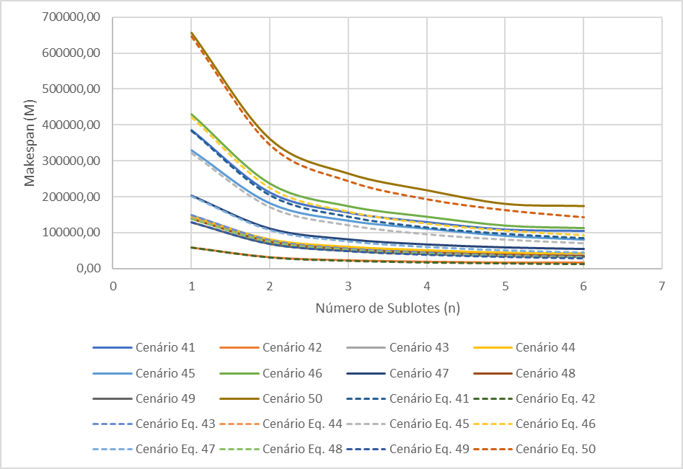 700000,00
600000,00
500000,00
400000,00
300000,00
200000,00
100000,00
0,00
Makespan (M)
0 1 2 3 4 5 6 7
Número de Sublotes (n)
Cenário 41 Cenário 42 Cenário 43 Cenário 44
Cenário 45 Cenário 46 Cenário 47 Cenário 48
Cenário 49 Cenário 50 Cenário Eq. 41 Cenário Eq. 42
Cenário Eq. 43 Cenário Eq. 44 Cenário Eq. 45 Cenário Eq. 46
Cenário Eq. 47 Cenário Eq. 48 Cenário Eq. 49 Cenário Eq. 50